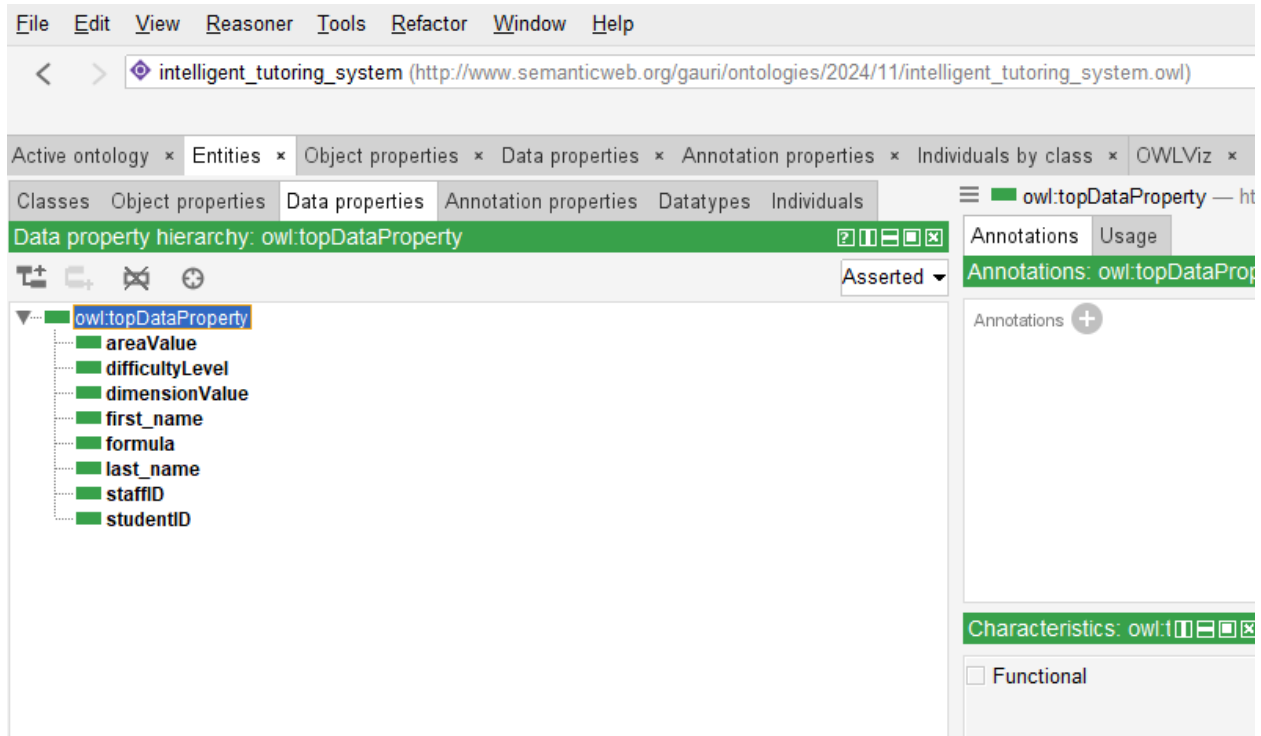 File Edit View Reasoner Tools Refactor Window Help
intelligent_tutoring_system (http://www.semanticweb.org/gauri/ontologies/2024/11/intelligent_tutoring_system.owl)
Active ontology × Entities × Object properties × Data properties × Annotation properties × Individuals by class × OWLViz ×
Classes Object properties Data properties Annotation properties Datatypes Individuals
Data property hierarchy: owl:topDataProperty
Asserted
owl:topDataProperty
areaValue
difficultyLevel
dimensionValue
first_name
formula
last_name
staffID
studentID
owl:topDataProperty — ht
Annotations Usage
Annotations: owl:topDataProp
Annotations
Characteristics: owl:t
Functional